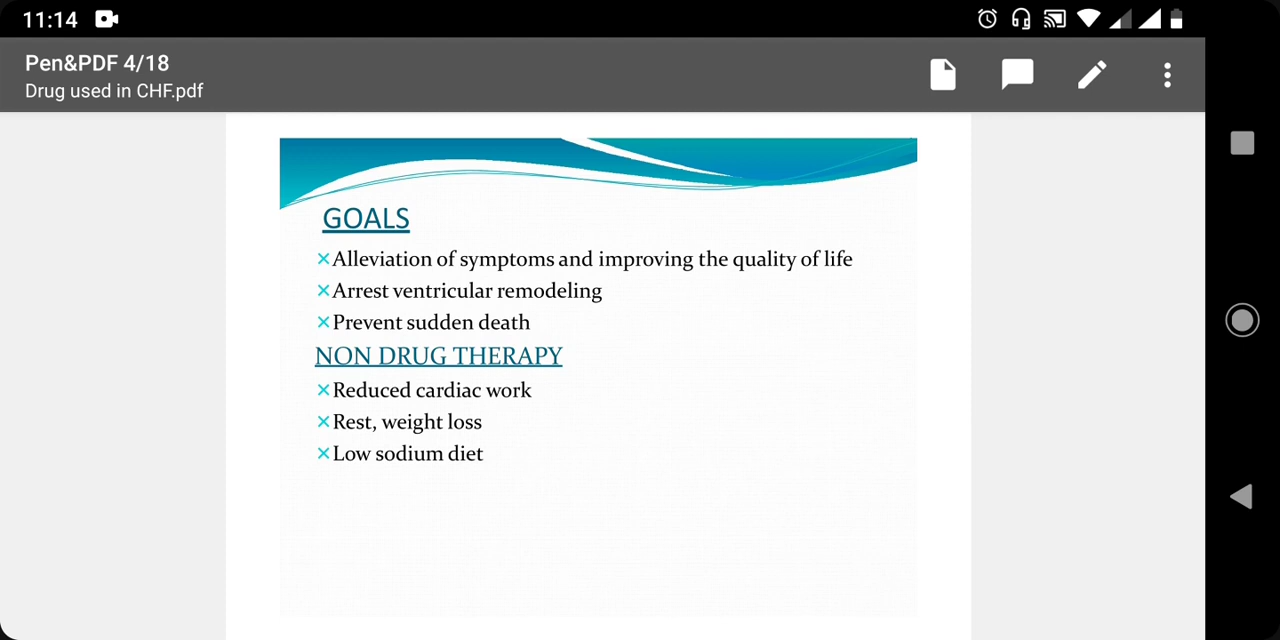 11:14
Pen&PDF 4/18
Drug used in CHF.pdf
GOALS
×Alleviation of symptoms and improving the quality of life
×Arrest ventricular remodeling
×Prevent sudden death
NON DRUG THERAPY
×Reduced cardiac work
×Rest, weight loss
×Low sodium diet